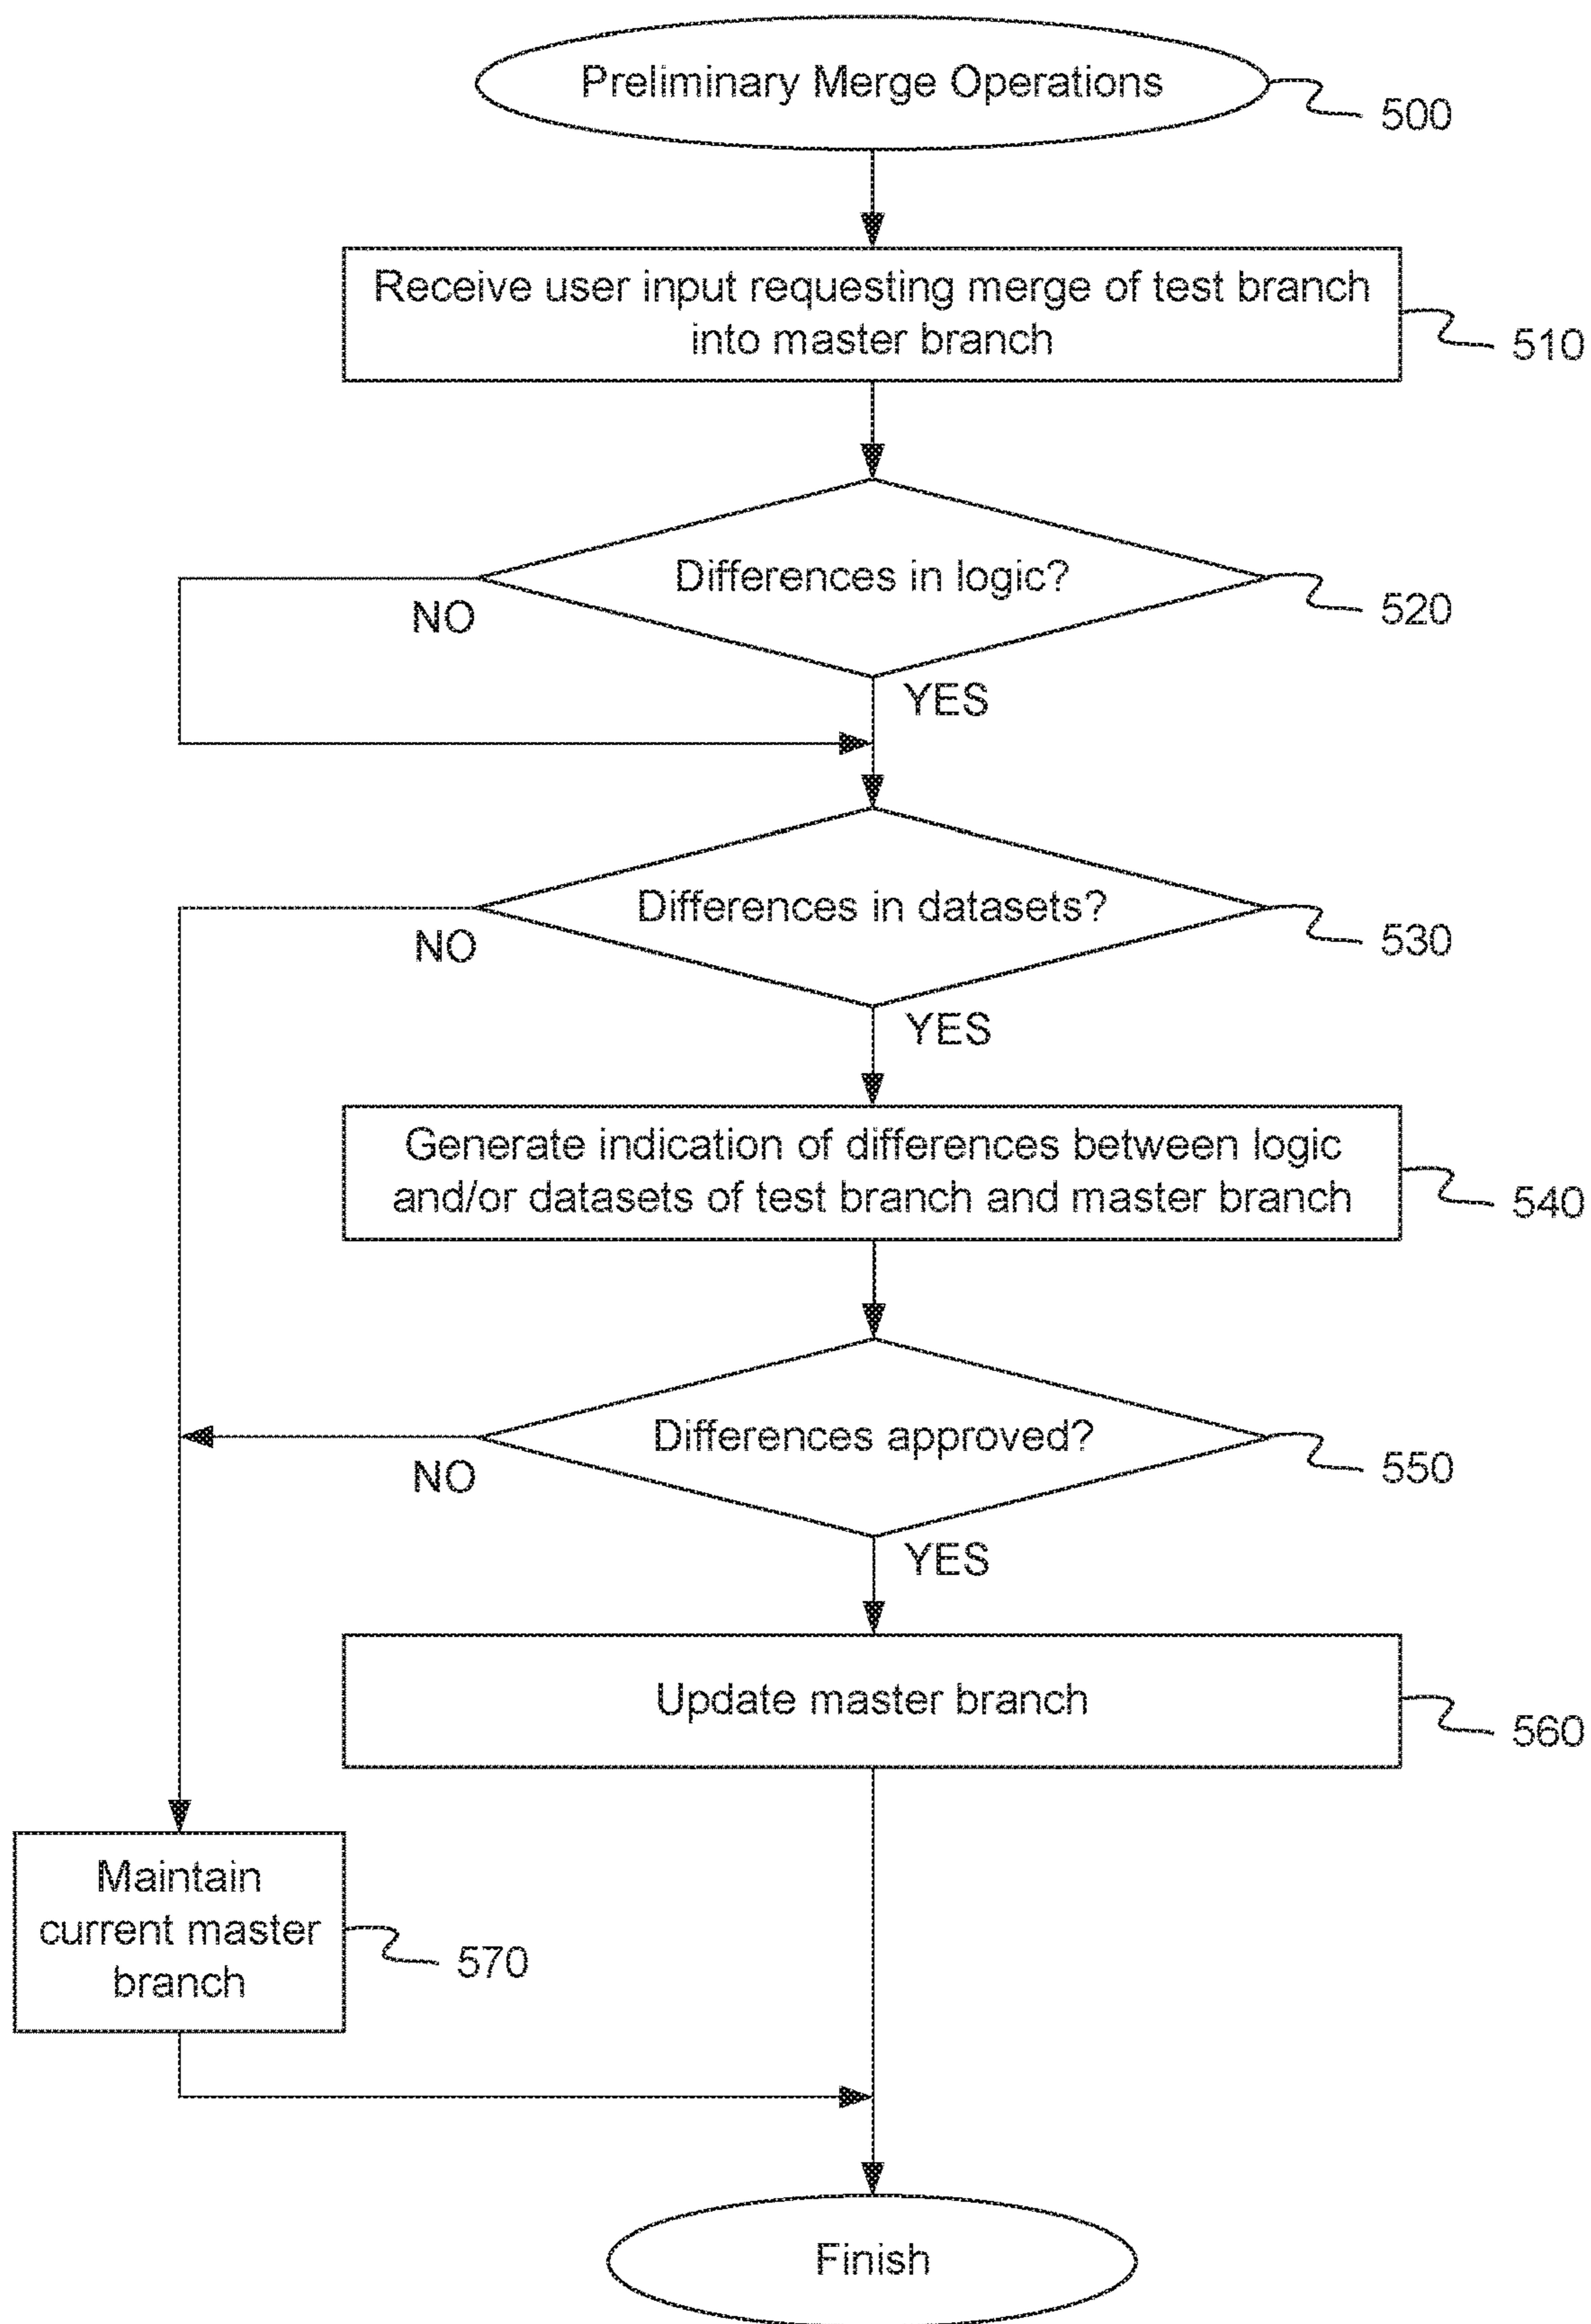 Preliminary Merge Operations
500
Receive user input requesting merge of test branch
into master branch
510
Differences in logic?
520
NO
YES
Differences in datasets?
530
NO
YES
Generate indication of differences between logic
and/or datasets of test branch and master branch
540
Differences approved?
550
NO
YES
Update master branch
560
Maintain
current master
branch
570
Finish